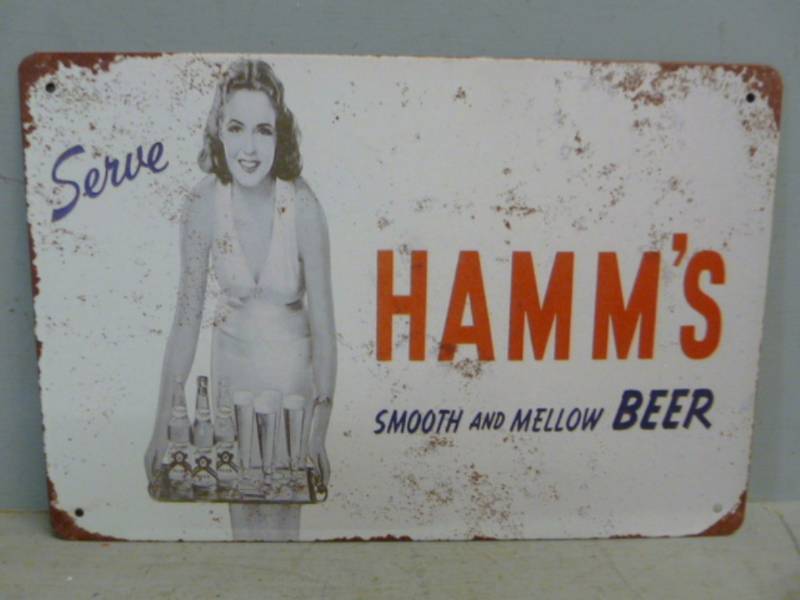 Serve
HAMM'S
SMOOTH AND MELLOW BEER